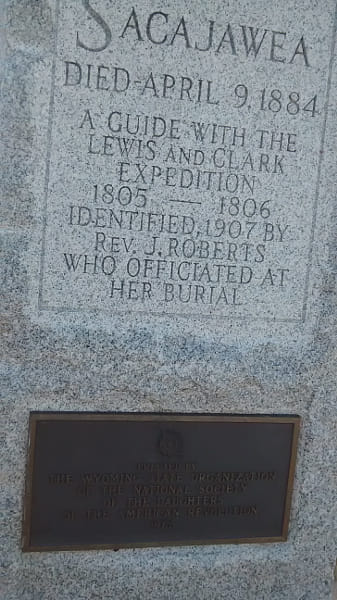 SACAJAWEA
DIED APRIL 9, 1884
A GUIDE WITH THE
LEWIS AND CLARK
EXPEDITION
1805 — 1806
IDENTIFIED, 1907 BY
REV. J. ROBERTS
WHO OFFICIATED AT
HER BURIAL
THE WYOMING STATE ORGANIZATION
OF THE NATIONAL SOCIETY
OF THE DAUGHTERS
OF THE AMERICAN REVOLUTION